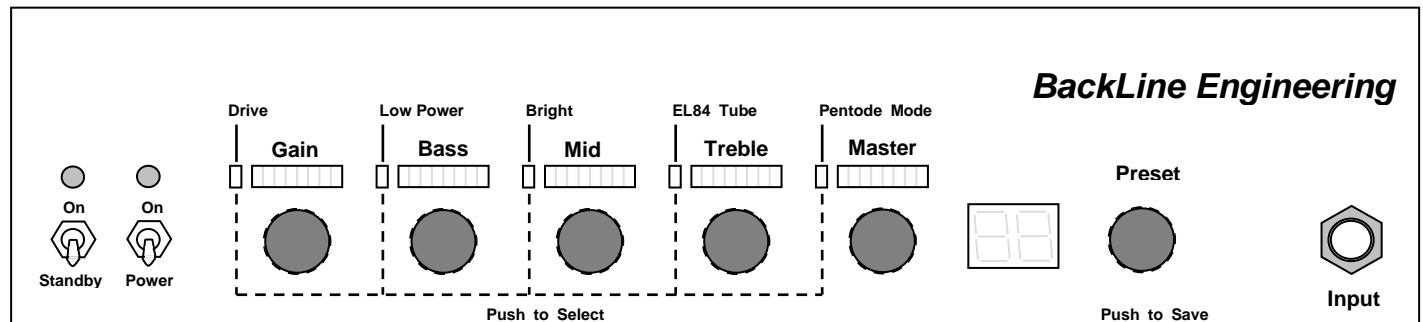 BackLine Engineering
Drive
Low Power
Bright
EL84 Tube
Pentode Mode
Gain
Bass
Mid
Treble
Master
Preset
On
On
Standby
Power
Input
Push to Select
Push to Save